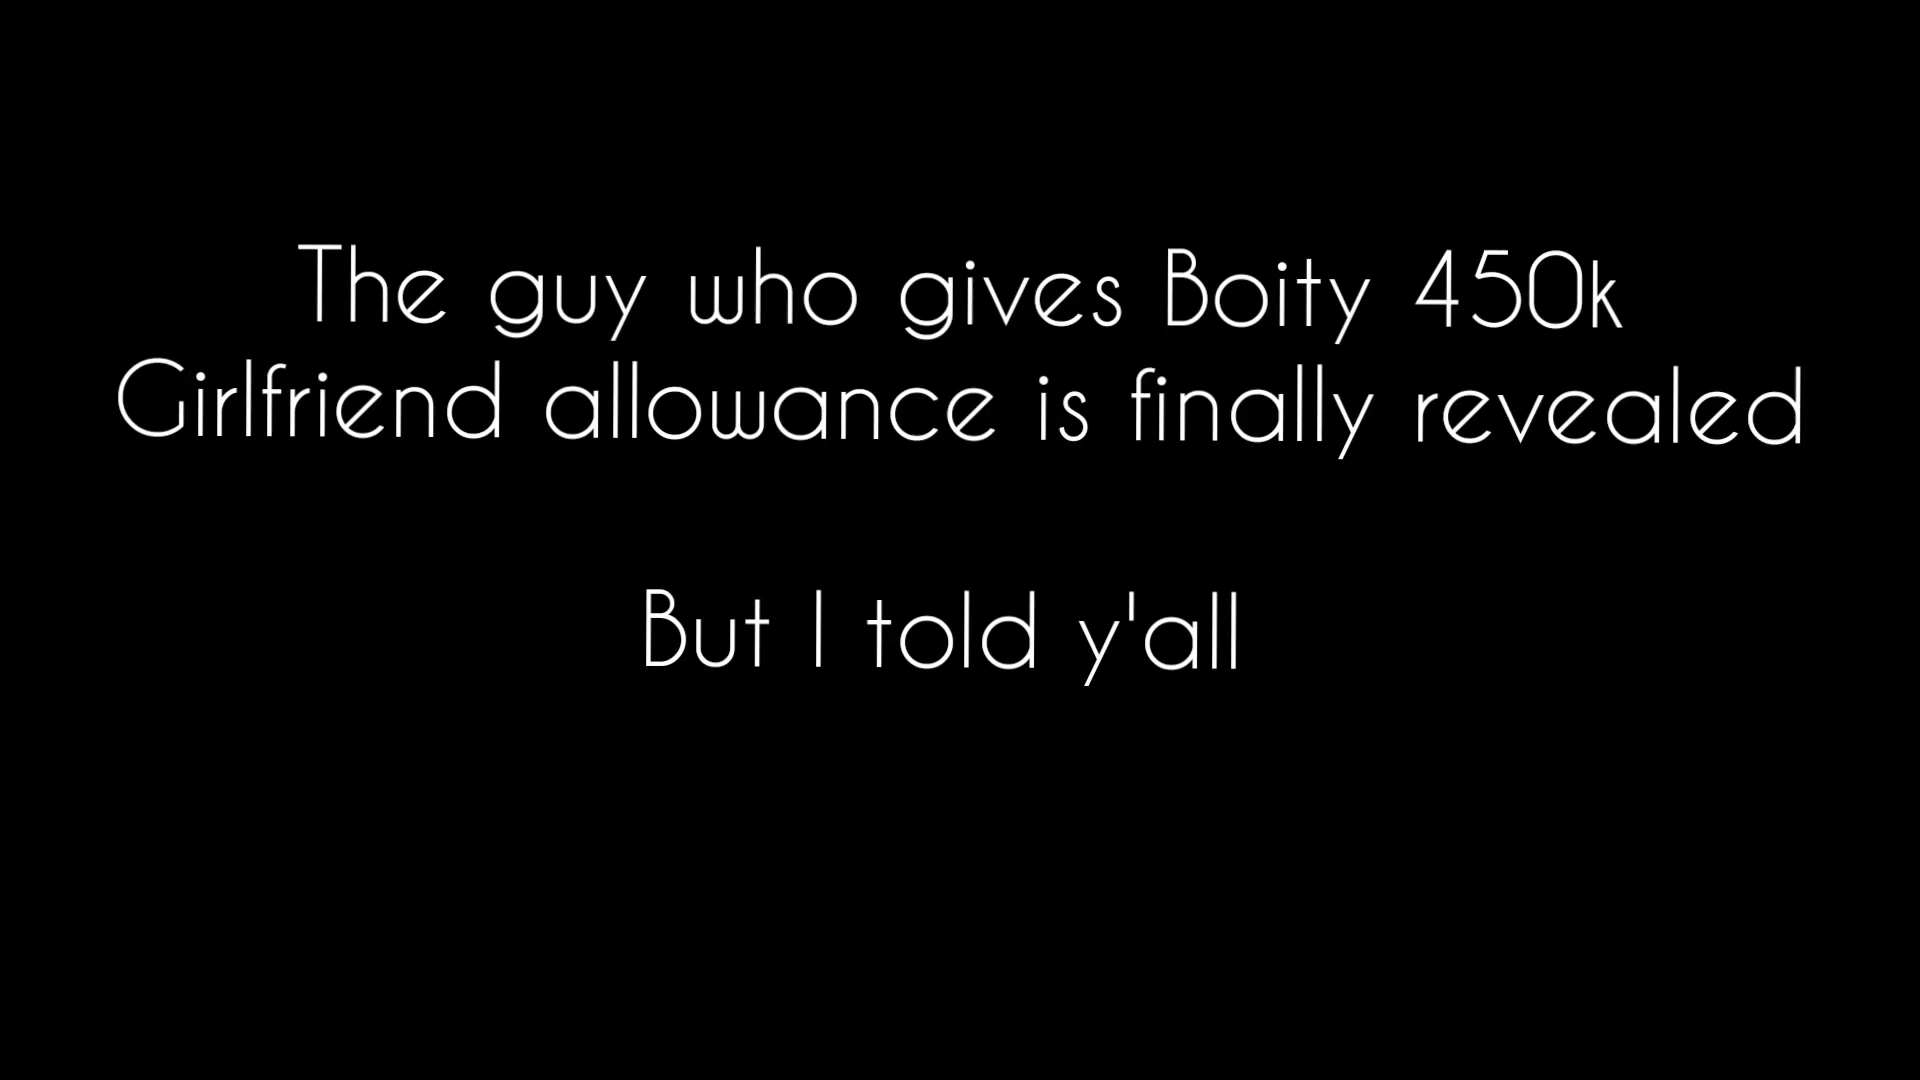 The guy who gives Boity 450k
Girlfriend allowance is finally revealed
But I told y'all